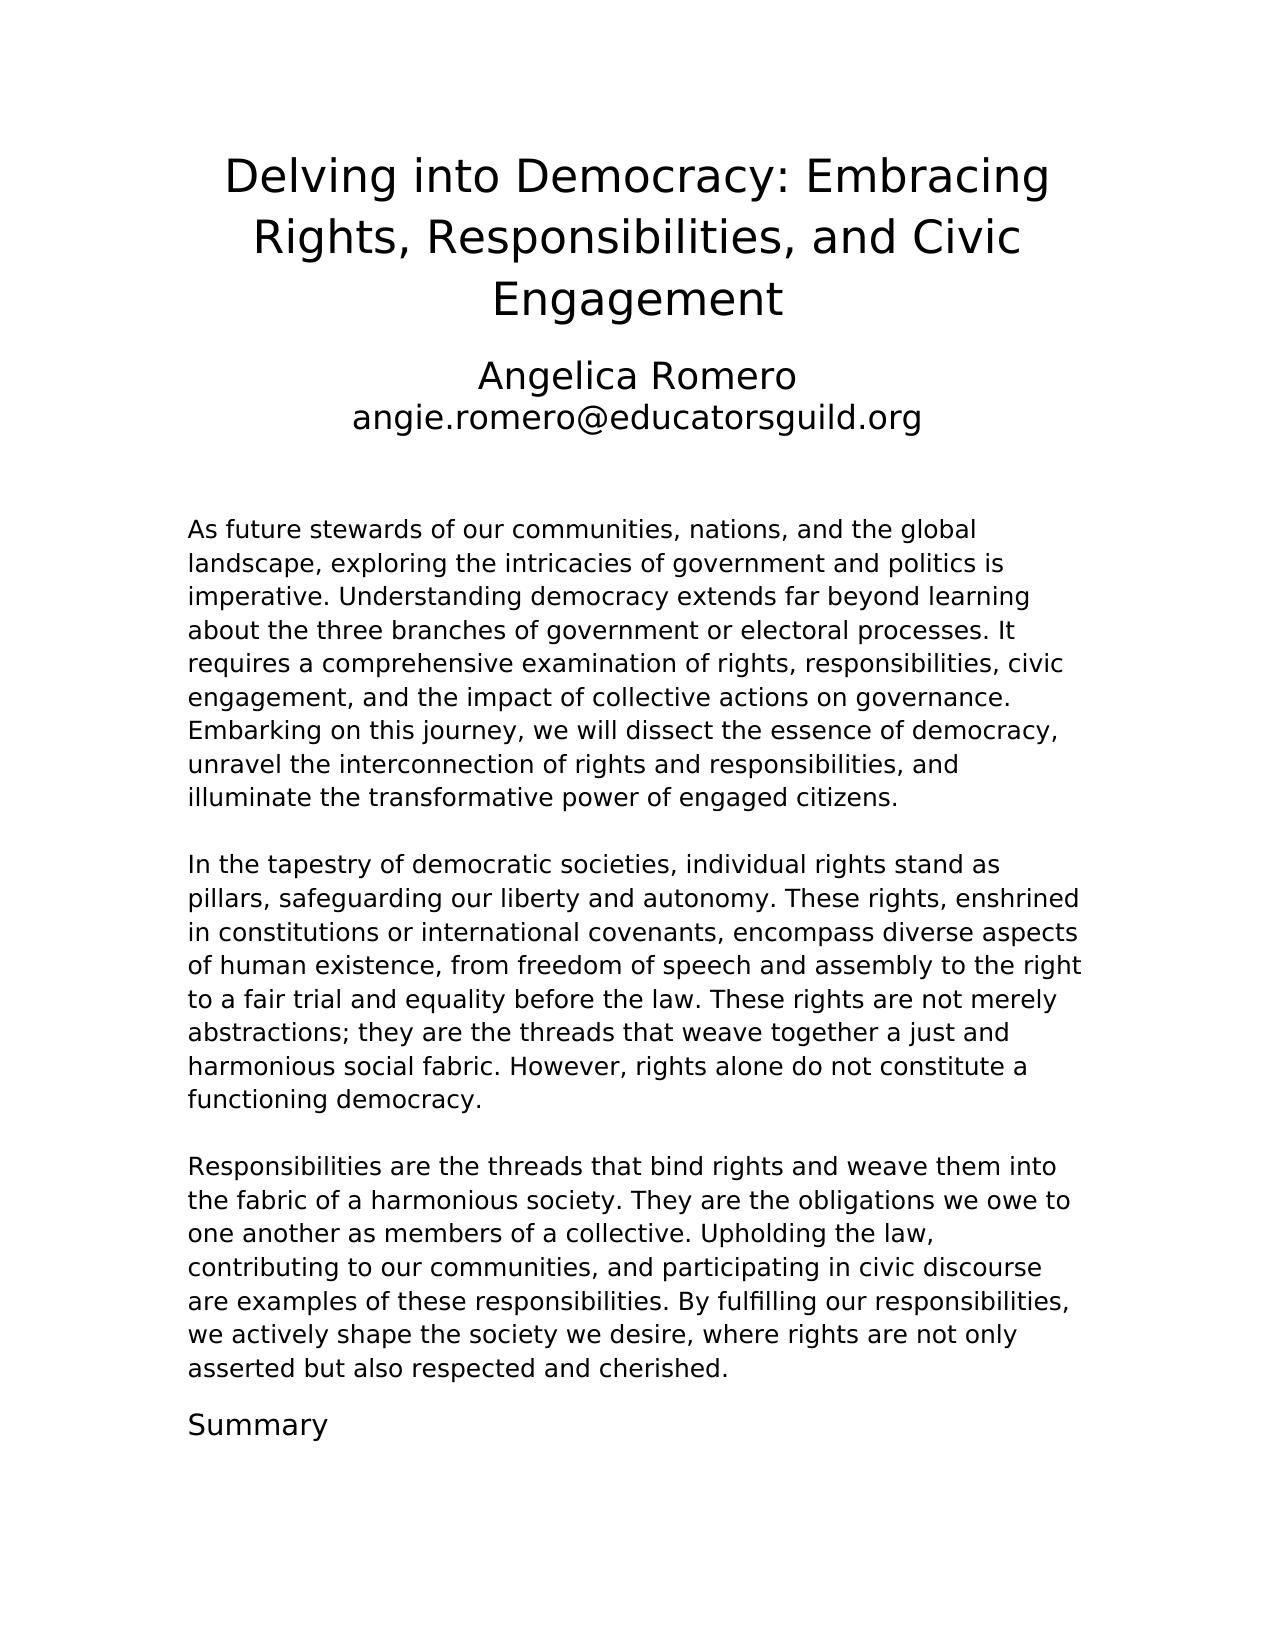 Delving into Democracy: Embracing
Rights, Responsibilities, and Civic
Engagement
Angelica Romero
angie.romero@educatorsguild.org
As future stewards of our communities, nations, and the global
landscape, exploring the intricacies of government and politics is
imperative. Understanding democracy extends far beyond learning
about the three branches of government or electoral processes. It
requires a comprehensive examination of rights, responsibilities, civic
engagement, and the impact of collective actions on governance.
Embarking on this journey, we will dissect the essence of democracy,
unravel the interconnection of rights and responsibilities, and
illuminate the transformative power of engaged citizens.
In the tapestry of democratic societies, individual rights stand as
pillars, safeguarding our liberty and autonomy. These rights, enshrined
in constitutions or international covenants, encompass diverse aspects
of human existence, from freedom of speech and assembly to the right
to a fair trial and equality before the law. These rights are not merely
abstractions; they are the threads that weave together a just and
harmonious social fabric. However, rights alone do not constitute a
functioning democracy.
Responsibilities are the threads that bind rights and weave them into
the fabric of a harmonious society. They are the obligations we owe to
one another as members of a collective. Upholding the law,
contributing to our communities, and participating in civic discourse
are examples of these responsibilities. By fulfilling our responsibilities,
we actively shape the society we desire, where rights are not only
asserted but also respected and cherished.
Summary